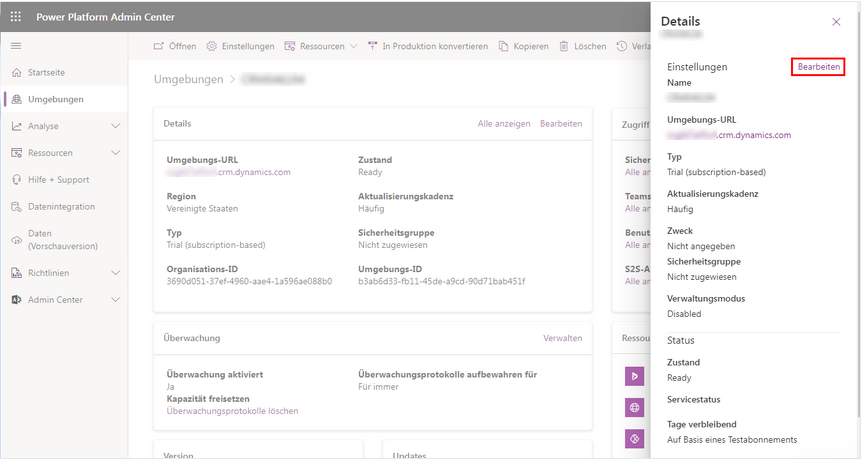 Power Platform Admin Center
Öffnen Einstellungen Ressourcen In Produktion konvertieren Kopieren Löschen
Startseite
Umgebungen
Analyse
Ressourcen
Hilfe + Support
Datenintegration
Daten
(Vorschauversion)
Richtlinien
Admin Center
Umgebungen >
Details Alle anzeigen Bearbeiten
Umgebungs-URL Zustand
.crm.dynamics.com Ready
Region Aktualisierungskadenz
Vereinigte Staaten Häufig
Typ Sicherheitsgruppe
Trial (subscription-based) Nicht zugewiesen
Organisations-ID Umgebungs-ID
3690d051-37ef-4960-aae4-1a596ae088b0 b3ab6d33-fb11-45de-a9cd-90d71bab451f
Überwachung Verwalten
Überwachung aktiviert Überwachungsprotokolle aufbewahren für
Ja Für immer
Kapazität freisetzen
Überwachungsprotokolle löschen
Version Updates
Zugriff
Sicher
Alle an
Teams
Alle an
Benut
Alle an
S2S-A
Alle an
Ressou
Details
Einstellungen Bearbeiten
Name
Umgebungs-URL
.crm.dynamics.com
Typ
Trial (subscription-based)
Aktualisierungskadenz
Häufig
Zweck
Nicht angegeben
Sicherheitsgruppe
Nicht zugewiesen
Verwaltungsmodus
Disabled
Status
Zustand
Ready
Servicestatus
Tage verbleibend
Auf Basis eines Testabonnements